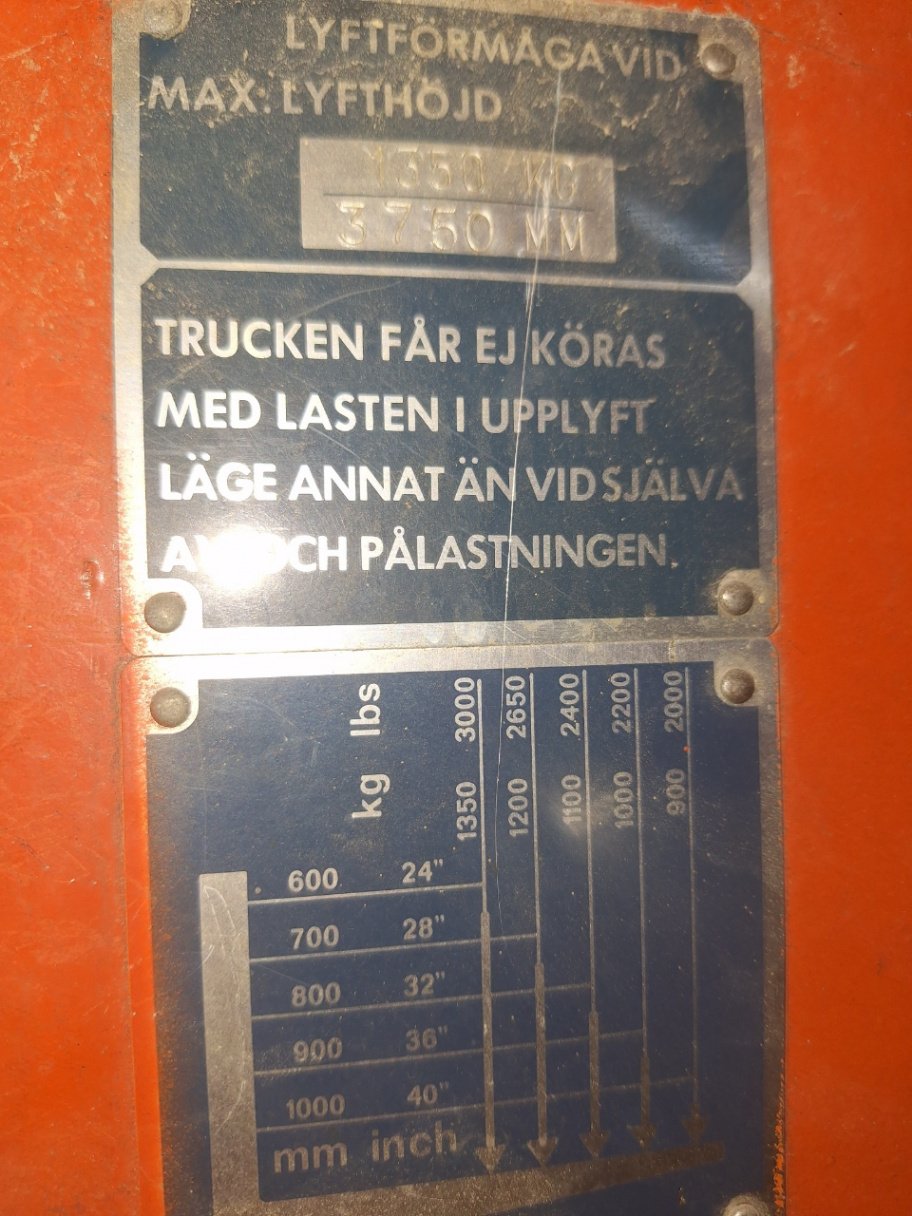 LYFTFÖRMÅGA VID
MAX: LYFTHÖJD
1350 KG
3750 MM
TRUCKEN FÅR EJ KÖRAS
MED LASTEN I UPPLYFT
LÄGE ANNAT ÄN VID SJÄLVA
OCH PÅLASTNINGEN.
lbs 3000 2650 2400 2200 2000
kg 1350 1200 1100 1000 900
600 24"
700 28"
800 32"
900 36"
1000 40"
mm inch